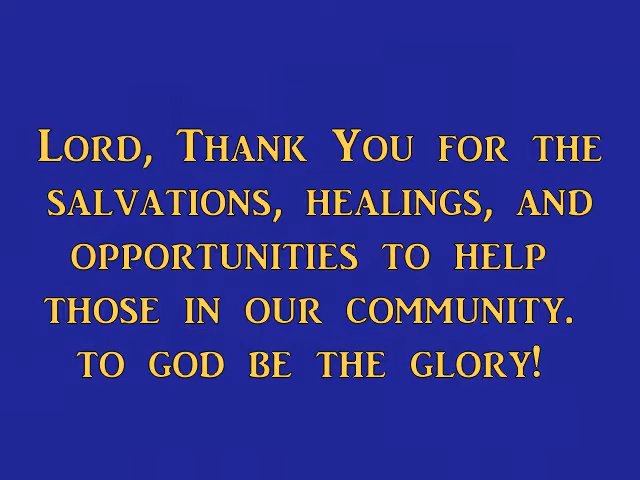 Lord, Thank You for the
salvations, healings, and
opportunities to help
those in our community.
to god be the glory!